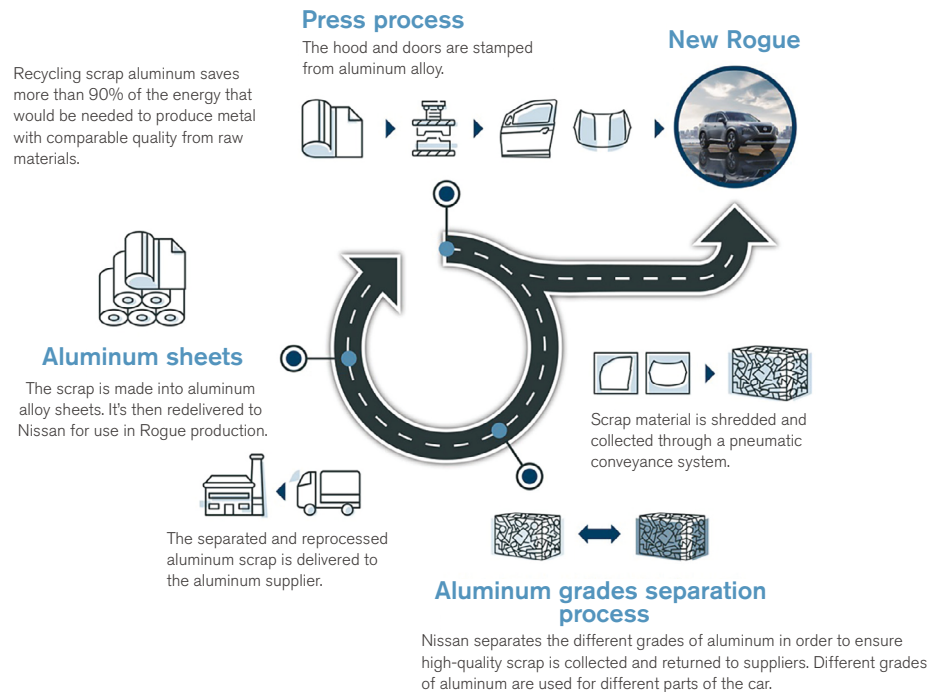 Press process
The hood and doors are stamped
from aluminum alloy.
New Rogue
Recycling scrap aluminum saves
more than 90% of the energy that
would be needed to produce metal
with comparable quality from raw
materials.
Aluminum sheets
The scrap is made into aluminum
alloy sheets. It’s then redelivered to
Nissan for use in Rogue production.
Scrap material is shredded and
collected through a pneumatic
conveyance system.
The separated and reprocessed
aluminum scrap is delivered to
the aluminum supplier.
Aluminum grades separation
process
Nissan separates the different grades of aluminum in order to ensure
high-quality scrap is collected and returned to suppliers. Different grades
of aluminum are used for different parts of the car.